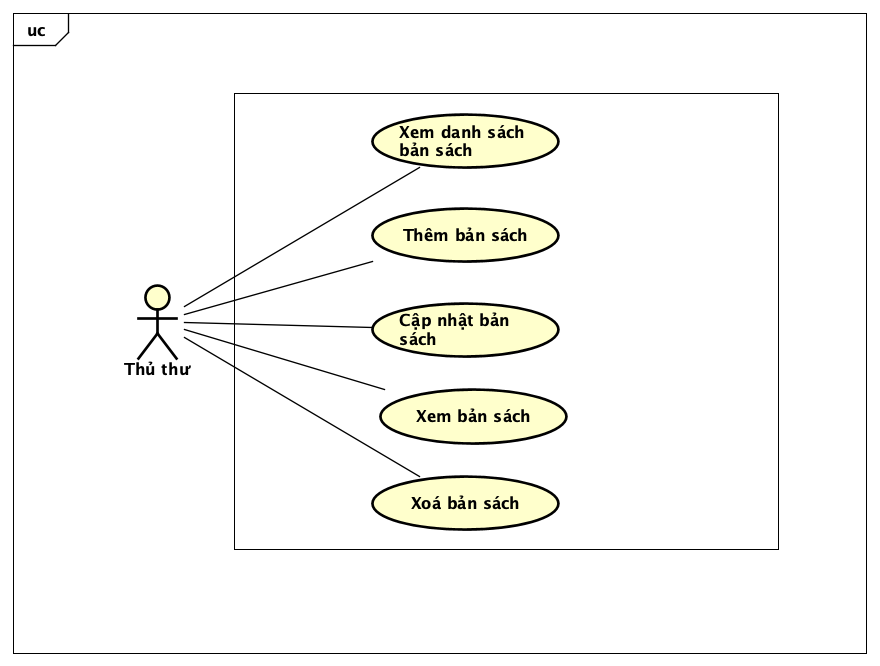 uc
Xem danh sách
bản sách
Thêm bản sách
Cập nhật bản
sách
Thủ thư
Xem bản sách
Xoá bản sách